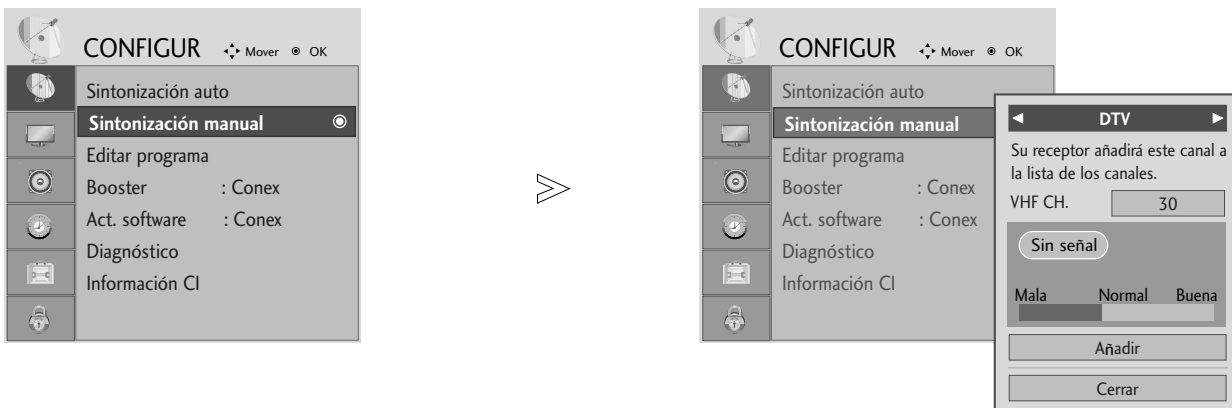 CONFIGUR Mover OK
Sintonización auto
Sintonización manual
Editar programa
Booster : Conex
Act. software : Conex
Diagnóstico
Información CI
CONFIGUR Mover OK
Sintonización auto
Sintonización manual
Editar programa
Booster : Conex
Act. software : Conex
Diagnóstico
Información CI
DTV
Su receptor añadirá este canal a
la lista de los canales.
VHF CH. 30
Sin señal
Mala Normal Buena
Añadir
Cerrar